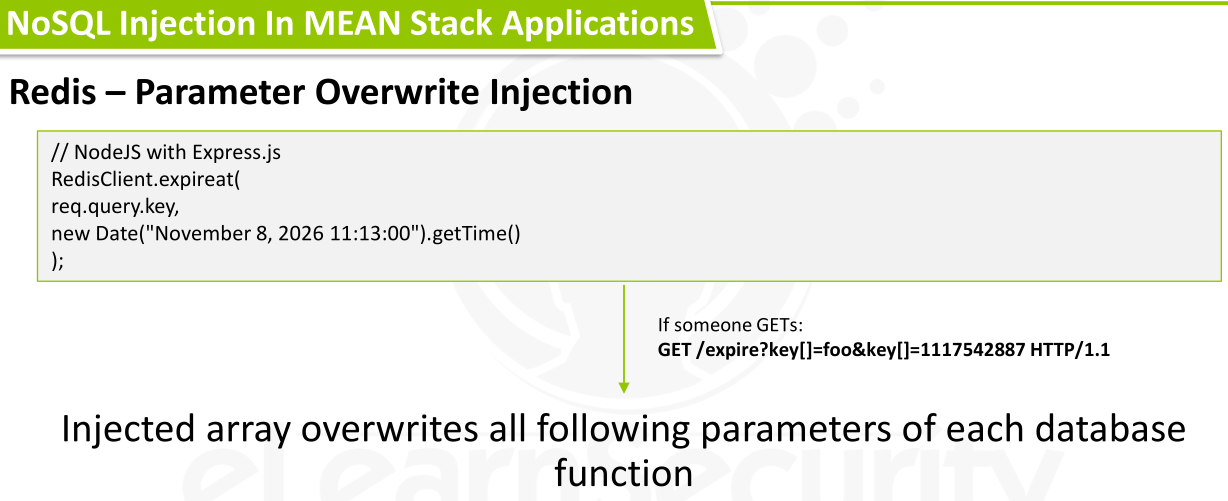 NoSQL Injection In MEAN Stack Applications
Redis – Parameter Overwrite Injection
// NodeJS with Express.js
RedisClient.expireat(
req.query.key,
new Date("November 8, 2026 11:13:00").getTime()
);
If someone GETs:
GET /expire?key[]=foo&key[]=1117542887 HTTP/1.1
Injected array overwrites all following parameters of each database
function
eLearnSecurity